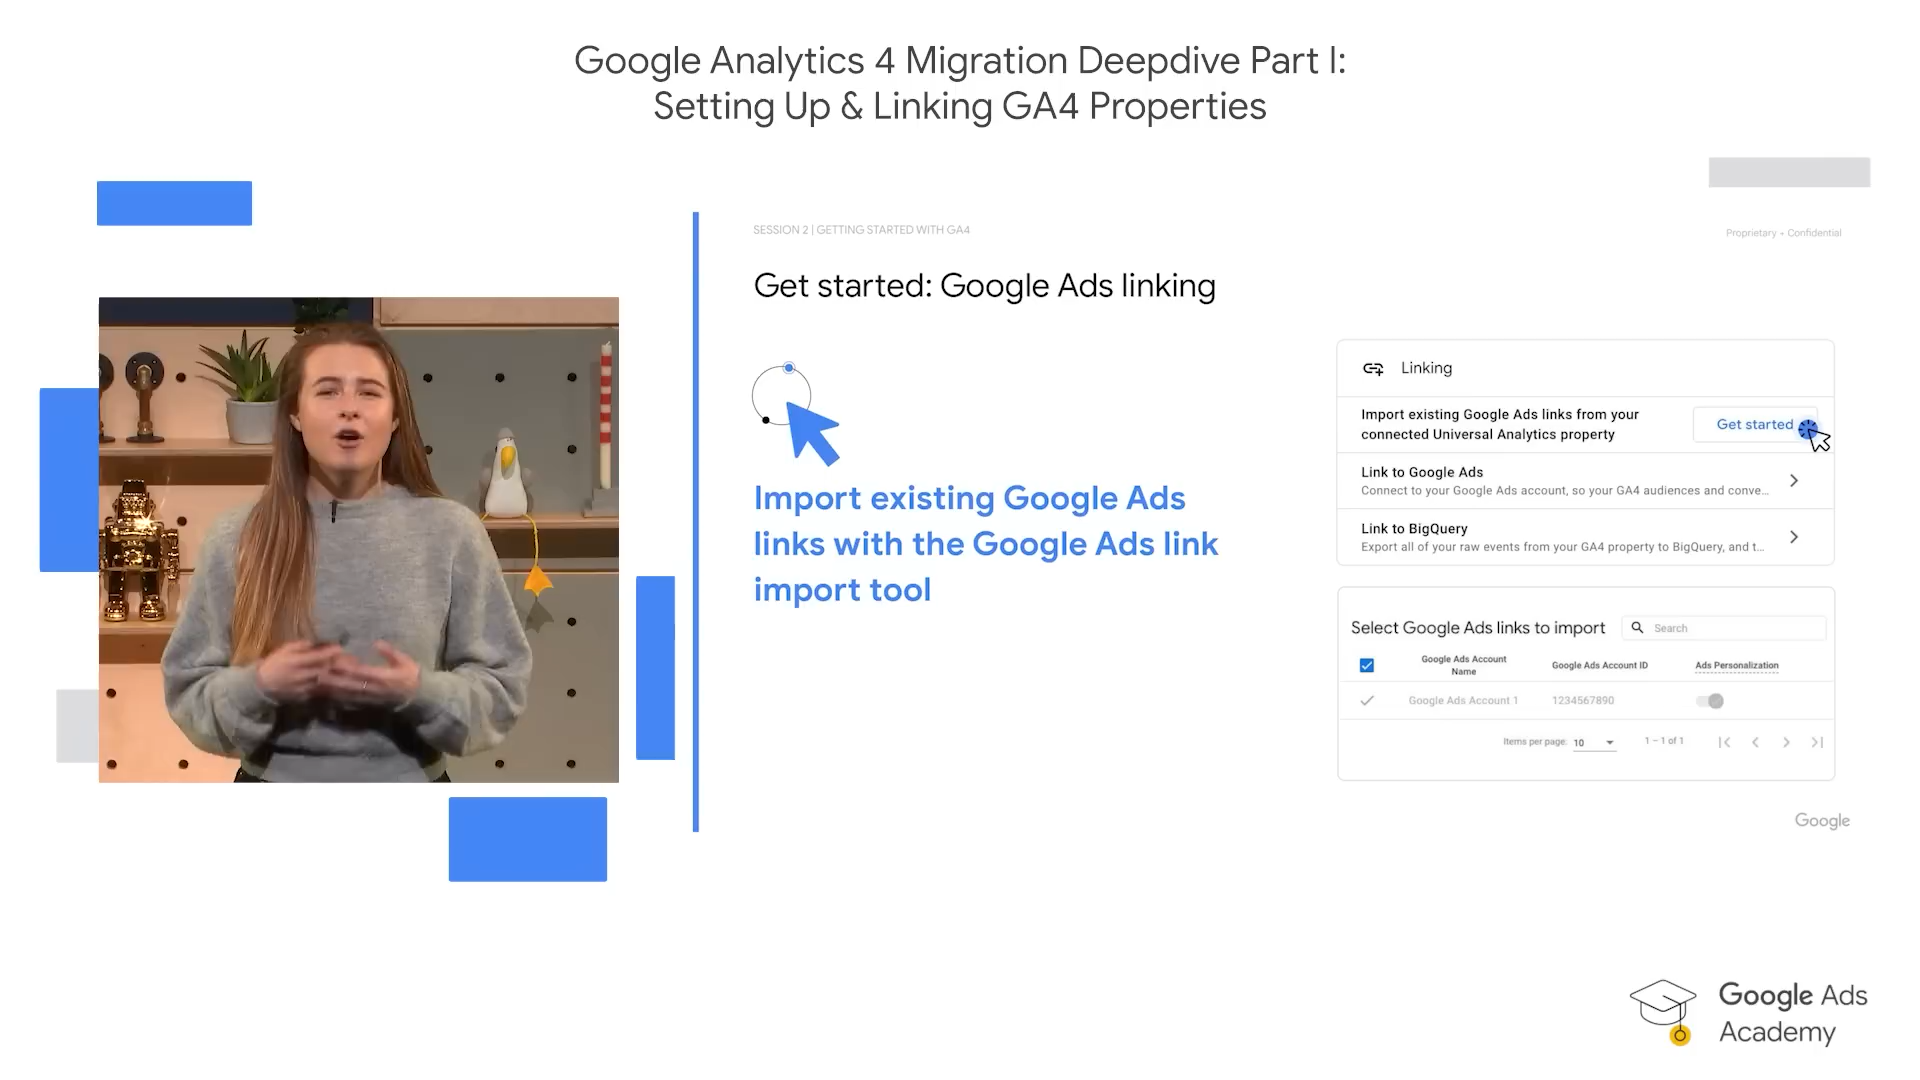 Google Analytics 4 Migration Deepdive Part I:
Setting Up & Linking GA4 Properties
SESSION 2 | GETTING STARTED WITH GA4
Proprietary + Confidential
Get started: Google Ads linking
Import existing Google Ads
links with the Google Ads link
import tool
Linking
Import existing Google Ads links from your
connected Universal Analytics property
Get started
Link to Google Ads
Connect to your Google Ads account, so your GA4 audiences and conve...
Link to BigQuery
Export all of your raw events from your GA4 property to BigQuery, and t...
Select Google Ads links to import
Search
Google Ads Account
Name
Google Ads Account ID
Ads Personalization
Google Ads Account 1
1234567890
Items per page: 10
1 – 1 of 1
Google
Google Ads
Academy